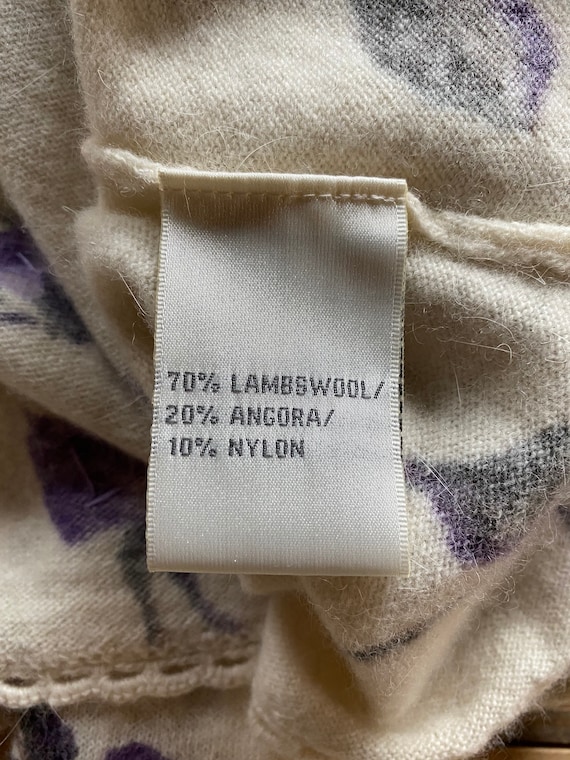 70% LAMBSWOOL/
20% ANGORA/
10% NYLON